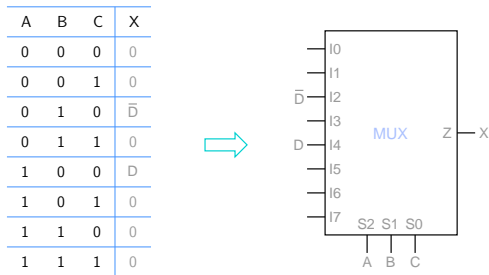 A B C X
0 0 0 0
0 0 1 0
0 1 0 D̅
0 1 1 0
1 0 0 D
1 0 1 0
1 1 0 0
1 1 1 0
I0
I1
D̅ I2
I3
MUX Z X
D I4
I5
I6
I7
S2 S1 S0
A B C